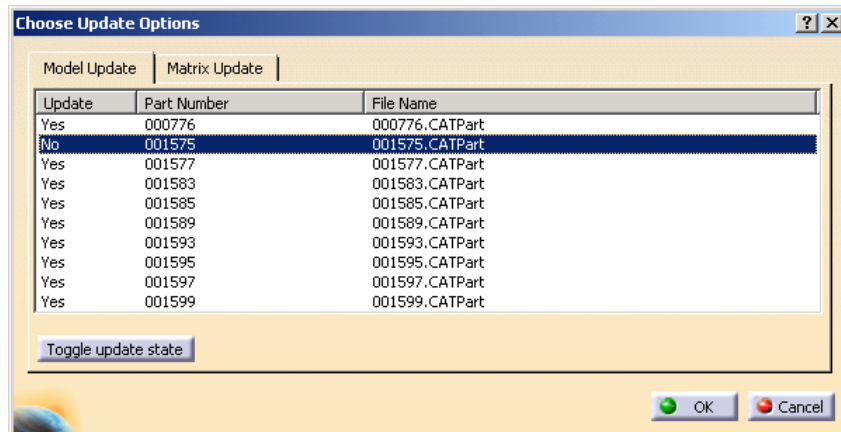 Choose Update Options
Model Update Matrix Update
Update Part Number File Name
Yes 000776 000776.CATPart
No 001575 001575.CATPart
Yes 001577 001577.CATPart
Yes 001583 001583.CATPart
Yes 001585 001585.CATPart
Yes 001589 001589.CATPart
Yes 001593 001593.CATPart
Yes 001595 001595.CATPart
Yes 001597 001597.CATPart
Yes 001599 001599.CATPart
Toggle update state
OK Cancel